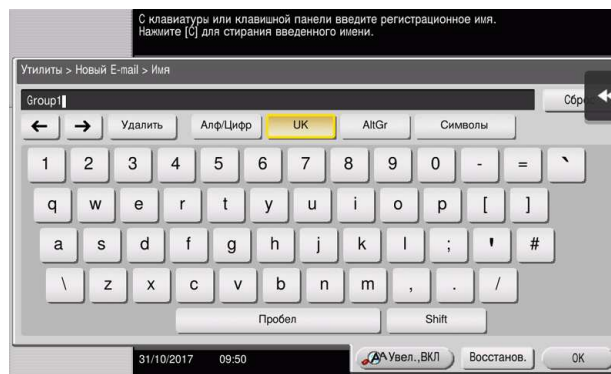 С клавиатуры или клавишной панели введите регистрационное имя.
Нажмите [C] для стирания введенного имени.
Утилиты > Новый E-mail > Имя
Group1
← → Удалить Алф/Цифр UK AltGr Символы
1 2 3 4 5 6 7 8 9 0 - = `
q w e r t y u i o p [ ]
a s d f g h j k l ; ' #
\ z x c v b n m , . /
Пробел Shift
31/10/2017 09:50 Увел.,ВКЛ Восстанов. OK